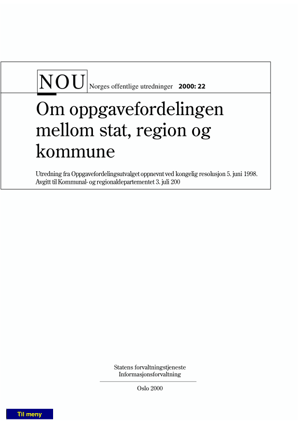 NOU Norges offentlige utredninger 2000: 22
Om oppgavefordelingen
mellom stat, region og
kommune
Utredning fra Oppgavefordelingsutvalget oppnevnt ved kongelig resolusjon 5. juni 1998.
Avgitt til Kommunal- og regionaldepartementet 3. juli 200
Statens forvaltningstjeneste
Informasjonsforvaltning
Oslo 2000
Til meny